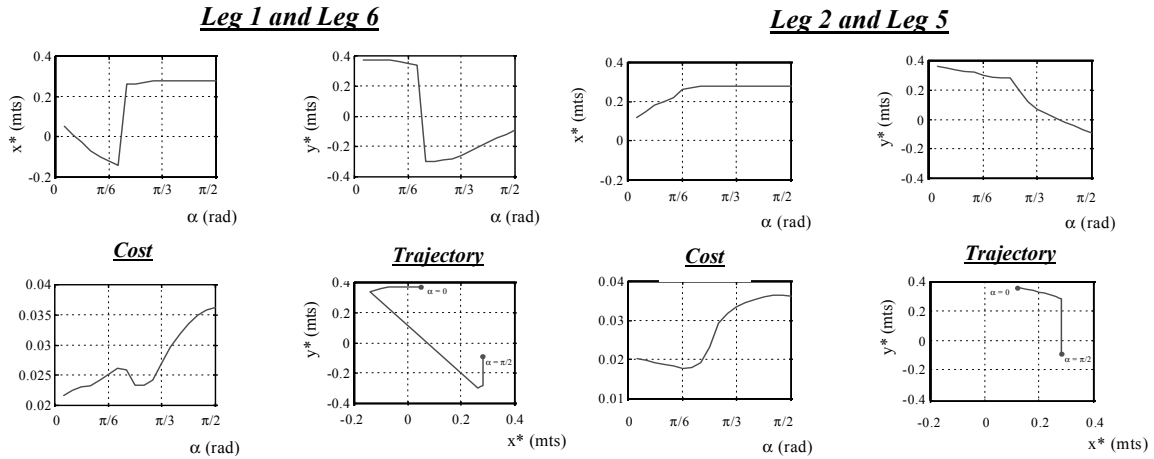 Leg 1 and Leg 6
Leg 2 and Leg 5
x* (mts)
0.4
0.2
0
-0.2
0
π/6
π/3
π/2
α (rad)
y* (mts)
0.4
0.2
0
-0.2
-0.4
0
π/6
π/3
π/2
α (rad)
x* (mts)
0.4
0.2
0
-0.2
0
π/6
π/3
π/2
α (rad)
y* (mts)
0.4
0.2
0
-0.2
-0.4
0
π/6
π/3
π/2
α (rad)
Cost
0.04
0.035
0.03
0.025
0.02
0
π/6
π/3
π/2
α (rad)
Trajectory
y* (mts)
0.4
0.2
0
-0.2
-0.4
α = 0
α = π/2
-0.2
0
0.2
0.4
x* (mts)
Cost
0.04
0.03
0.02
0.01
0
π/6
π/3
π/2
α (rad)
Trajectory
y* (mts)
0.4
0.2
0
-0.2
-0.4
α = 0
α = π/2
-0.2
0
0.2
0.4
x* (mts)